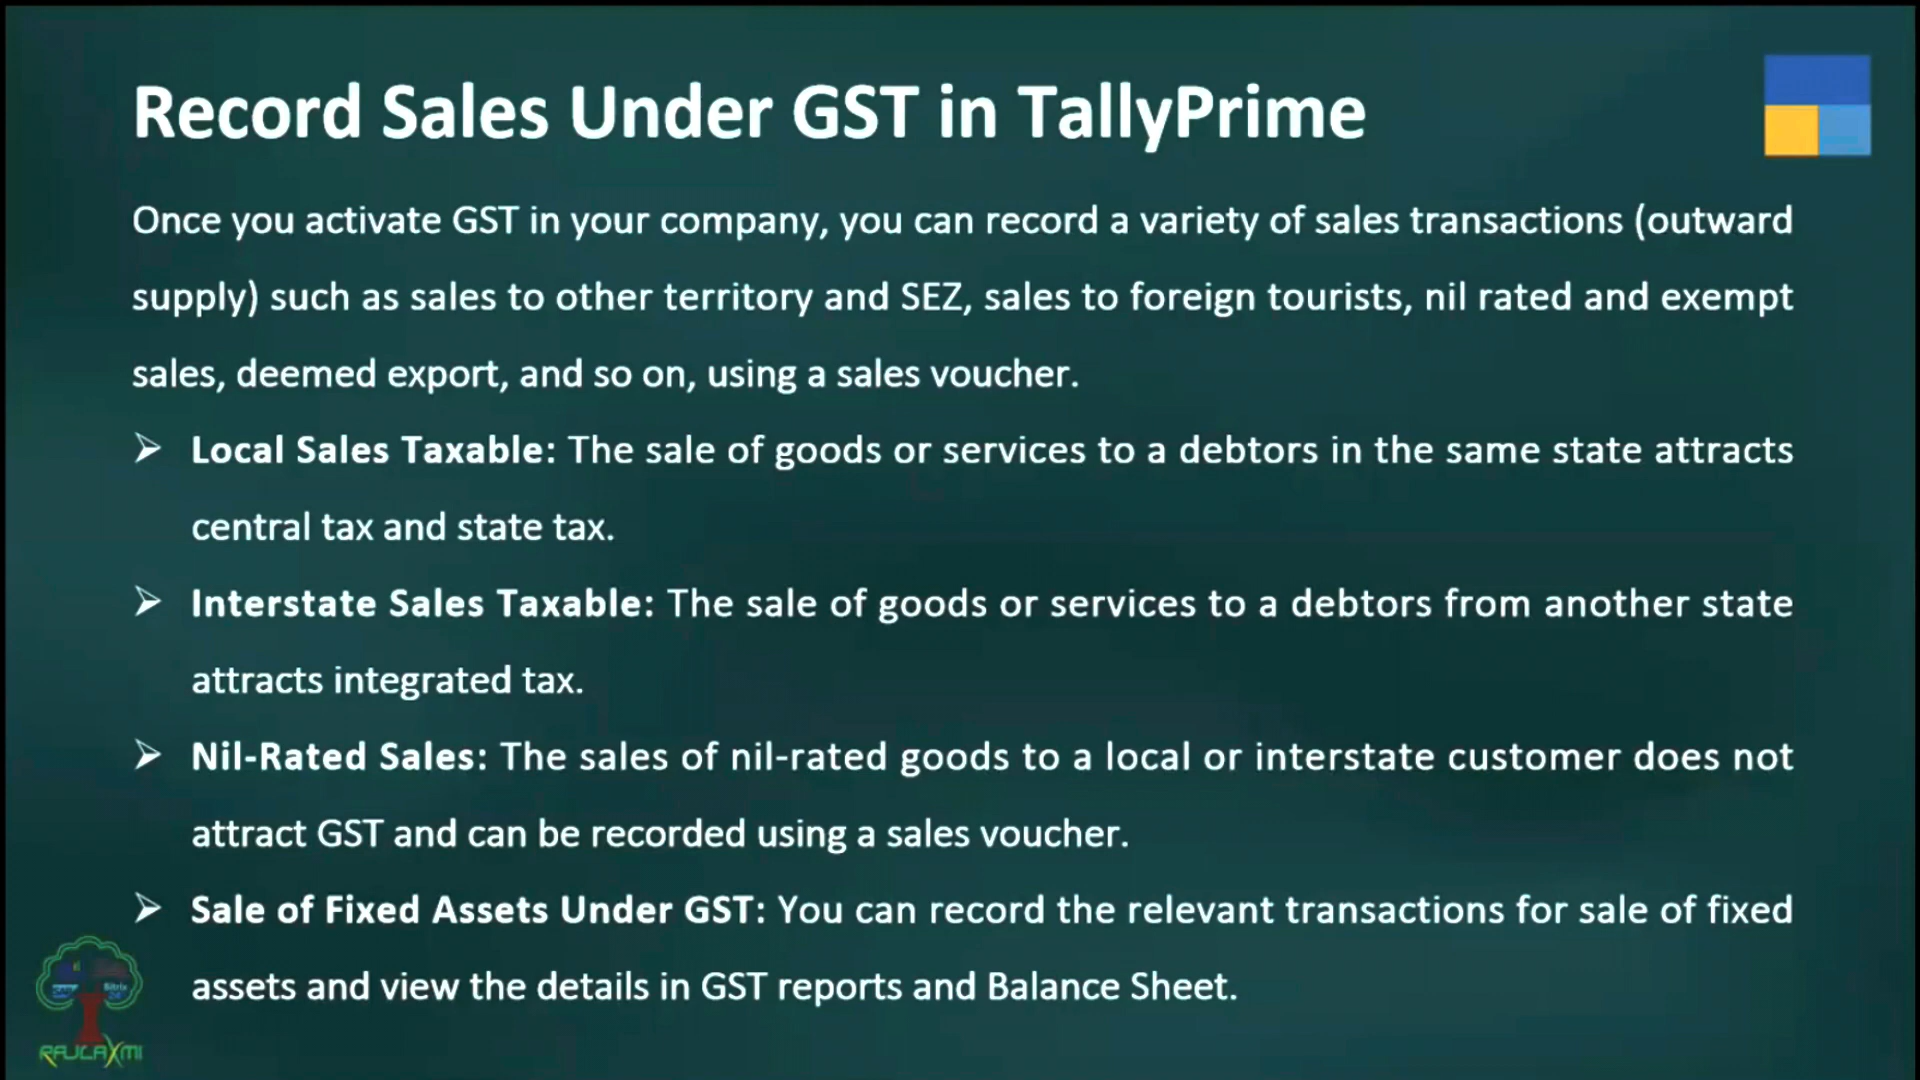 Record Sales Under GST in TallyPrime
Once you activate GST in your company, you can record a variety of sales transactions (outward
supply) such as sales to other territory and SEZ, sales to foreign tourists, nil rated and exempt
sales, deemed export, and so on, using a sales voucher.
➢ Local Sales Taxable: The sale of goods or services to a debtors in the same state attracts
central tax and state tax.
➢ Interstate Sales Taxable: The sale of goods or services to a debtors from another state
attracts integrated tax.
➢ Nil-Rated Sales: The sales of nil-rated goods to a local or interstate customer does not
attract GST and can be recorded using a sales voucher.
➢ Sale of Fixed Assets Under GST: You can record the relevant transactions for sale of fixed
assets and view the details in GST reports and Balance Sheet.
RAJLAXMI